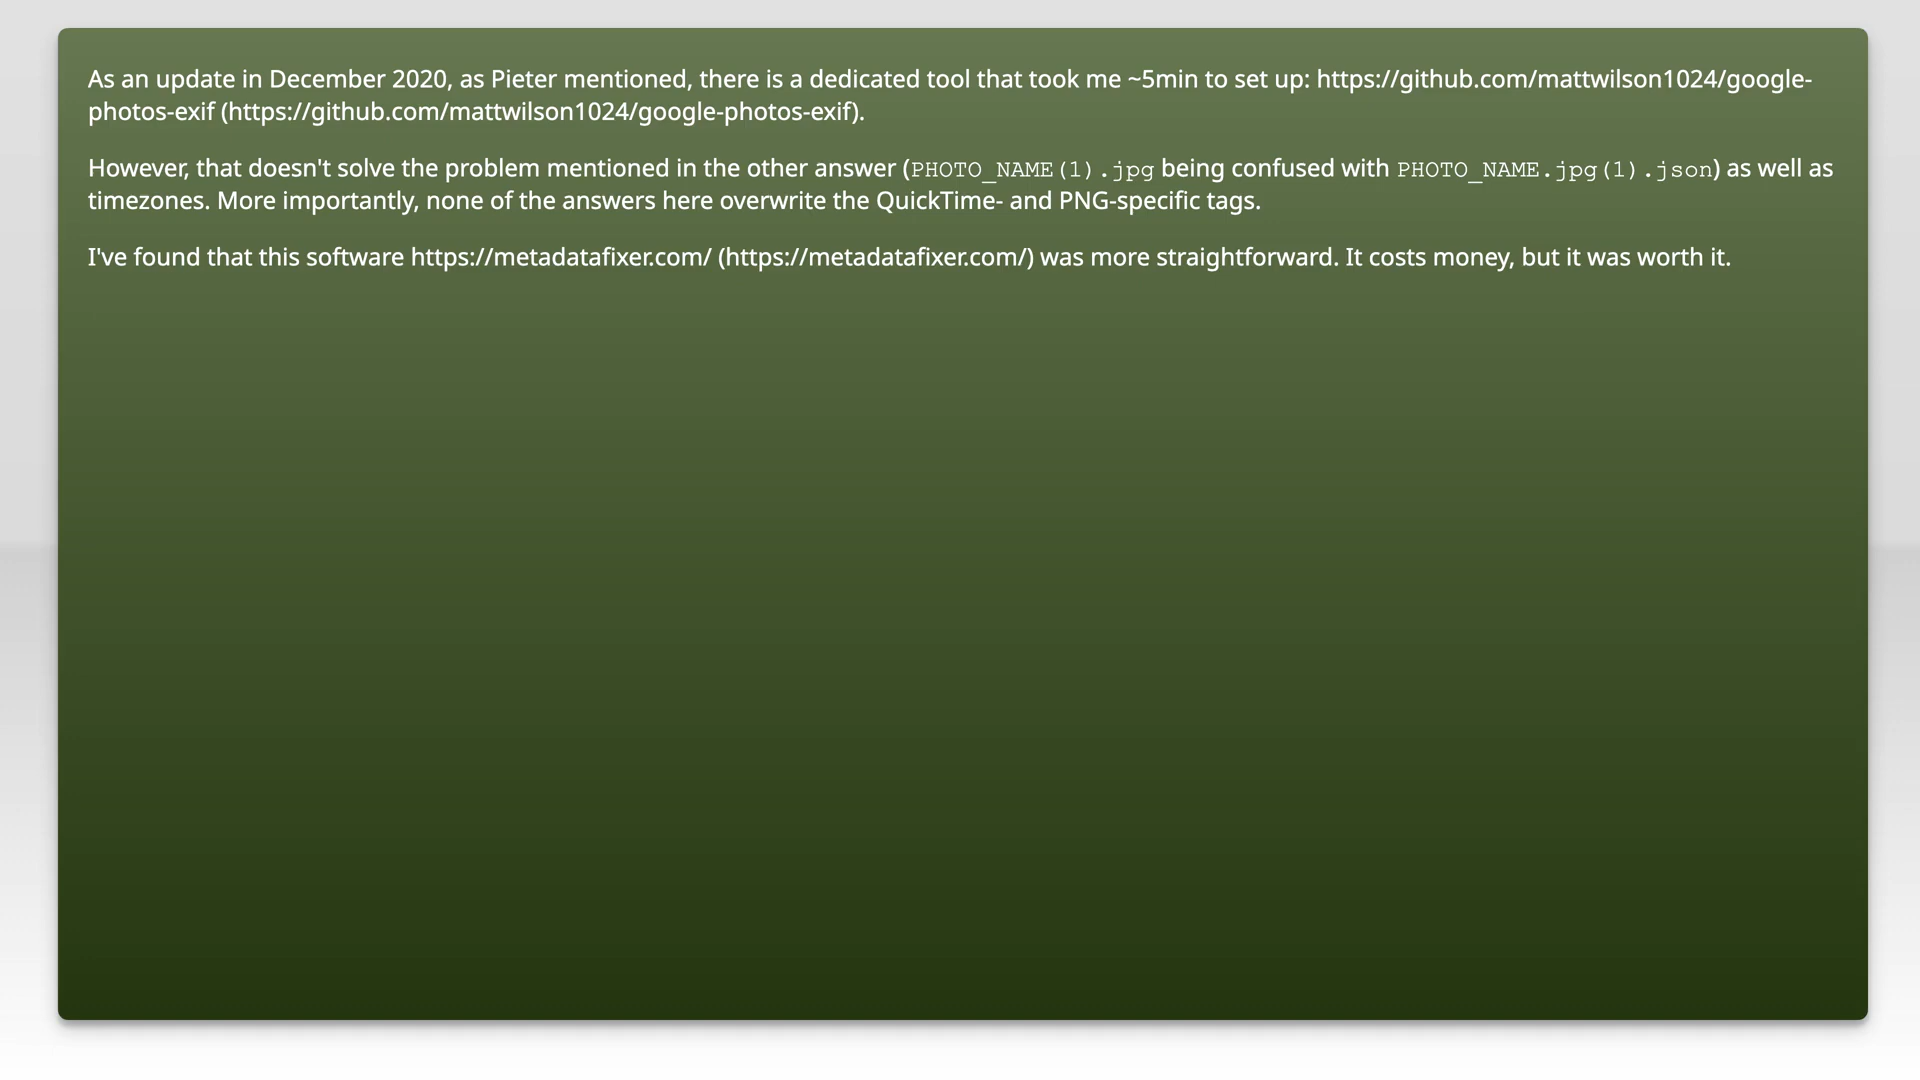 As an update in December 2020, as Pieter mentioned, there is a dedicated tool that took me ~5min to set up: https://github.com/mattwilson1024/google-
photos-exif (https://github.com/mattwilson1024/google-photos-exif).
However, that doesn't solve the problem mentioned in the other answer (PHOTO_NAME(1).jpg being confused with PHOTO_NAME.jpg(1).json) as well as
timezones. More importantly, none of the answers here overwrite the QuickTime- and PNG-specific tags.
I've found that this software https://metadatafixer.com/ (https://metadatafixer.com/) was more straightforward. It costs money, but it was worth it.